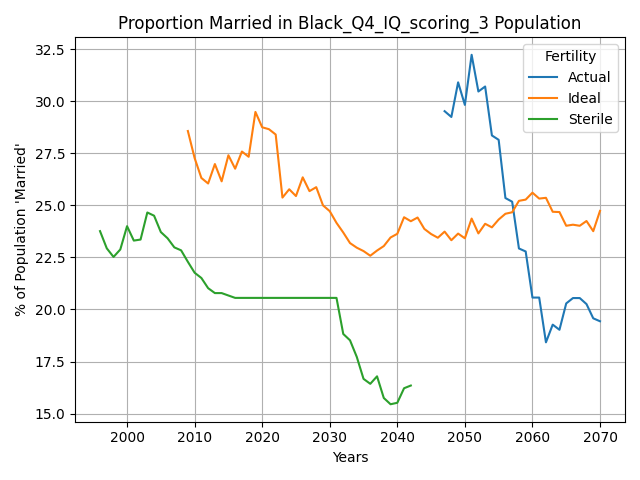 Proportion Married in Black_Q4_IQ_scoring_3 Population
% of Population 'Married'
32.5
30.0
27.5
25.0
22.5
20.0
17.5
15.0
Fertility
Actual
Ideal
Sterile
2000 2010 2020 2030 2040 2050 2060 2070
Years